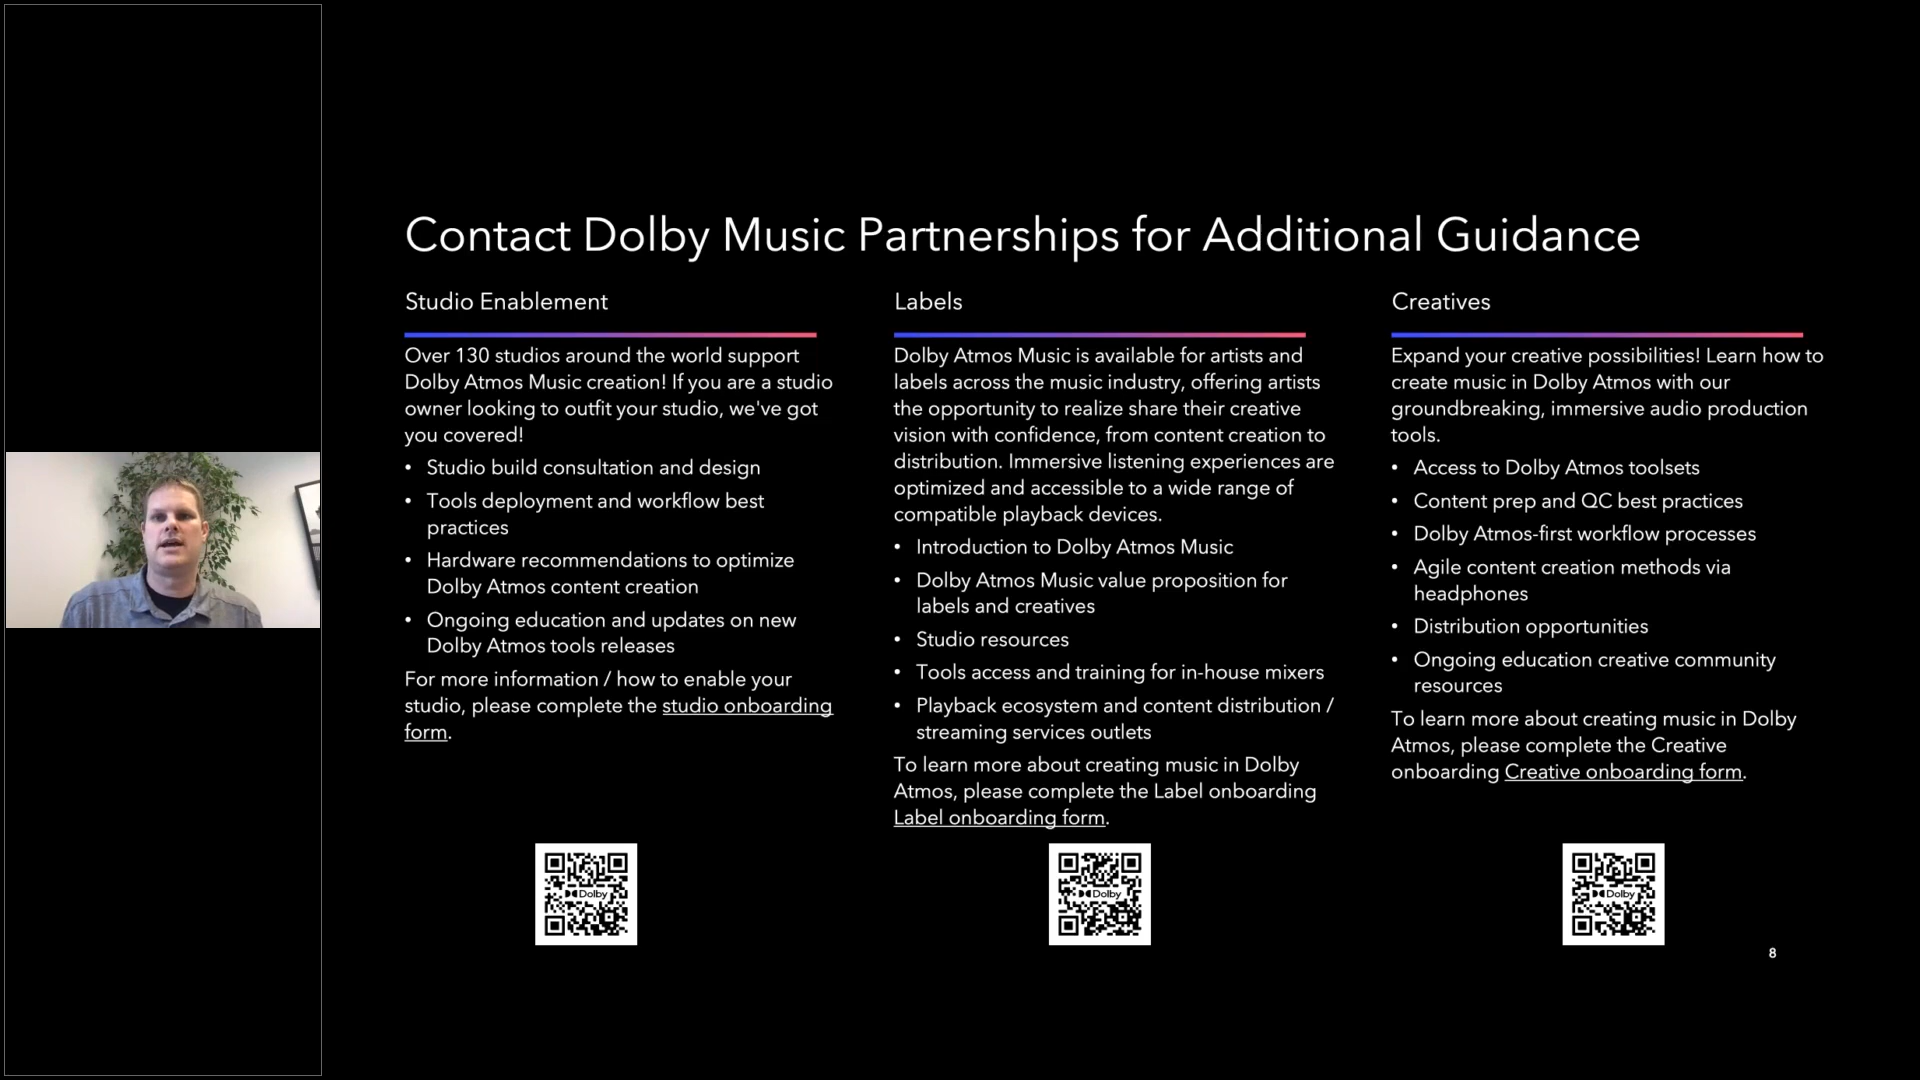 Contact Dolby Music Partnerships for Additional Guidance
Studio Enablement
Over 130 studios around the world support
Dolby Atmos Music creation! If you are a studio
owner looking to outfit your studio, we've got
you covered!
• Studio build consultation and design
• Tools deployment and workflow best
practices
• Hardware recommendations to optimize
Dolby Atmos content creation
• Ongoing education and updates on new
Dolby Atmos tools releases
For more information / how to enable your
studio, please complete the studio onboarding
form.
Dolby
Labels
Dolby Atmos Music is available for artists and
labels across the music industry, offering artists
the opportunity to realize share their creative
vision with confidence, from content creation to
distribution. Immersive listening experiences are
optimized and accessible to a wide range of
compatible playback devices.
• Introduction to Dolby Atmos Music
• Dolby Atmos Music value proposition for
labels and creatives
• Studio resources
• Tools access and training for in-house mixers
• Playback ecosystem and content distribution /
streaming services outlets
To learn more about creating music in Dolby
Atmos, please complete the Label onboarding
Label onboarding form.
Dolby
Creatives
Expand your creative possibilities! Learn how to
create music in Dolby Atmos with our
groundbreaking, immersive audio production
tools.
• Access to Dolby Atmos toolsets
• Content prep and QC best practices
• Dolby Atmos-first workflow processes
• Agile content creation methods via
headphones
• Distribution opportunities
• Ongoing education creative community
resources
To learn more about creating music in Dolby
Atmos, please complete the Creative
onboarding Creative onboarding form.
Dolby
8